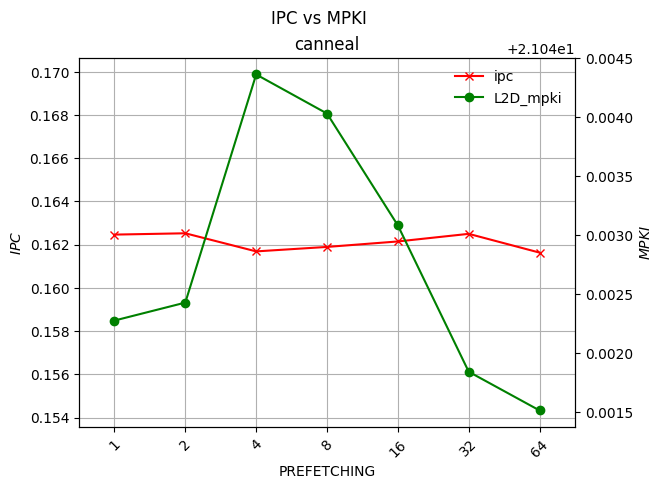 IPC vs MPKI
canneal
+2.104e1
ipc
L2D_mpki
0.170
0.168
0.166
0.164
0.162
0.160
0.158
0.156
0.154
IPC
0.0045
0.0040
0.0035
0.0030
0.0025
0.0020
0.0015
MPKI
1
2
4
8
16
32
64
PREFETCHING